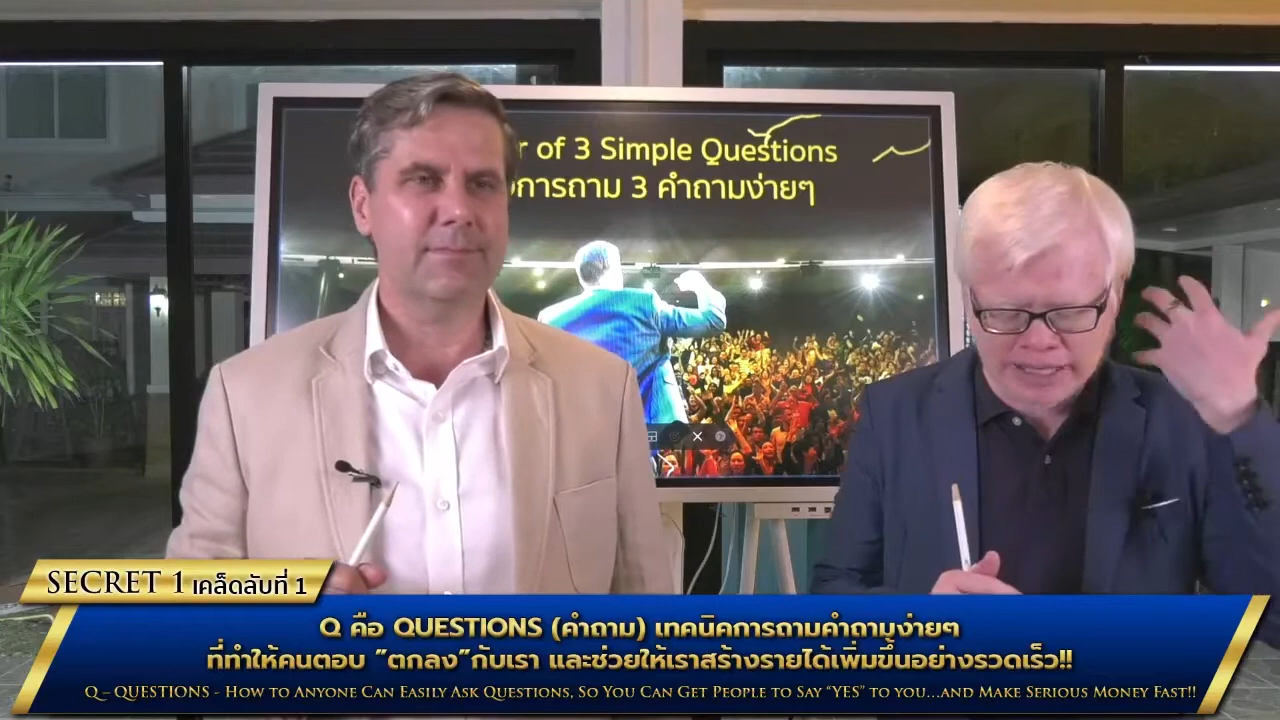 of 3 Simple Questions
การถาม 3 คำถามง่ายๆ
SECRET 1 เคล็ดลับที่ 1
Q คือ QUESTIONS (คำถาม) เทคนิคการถามคำถามง่ายๆ
ที่ทำให้คนตอบ "ตกลง"กับเรา และช่วยให้เราสร้างรายได้เพิ่มขึ้นอย่างรวดเร็ว!!
Q – QUESTIONS - How to Anyone Can Easily Ask Questions, So You Can Get People to Say “YES” to you...and Make Serious Money Fast!!